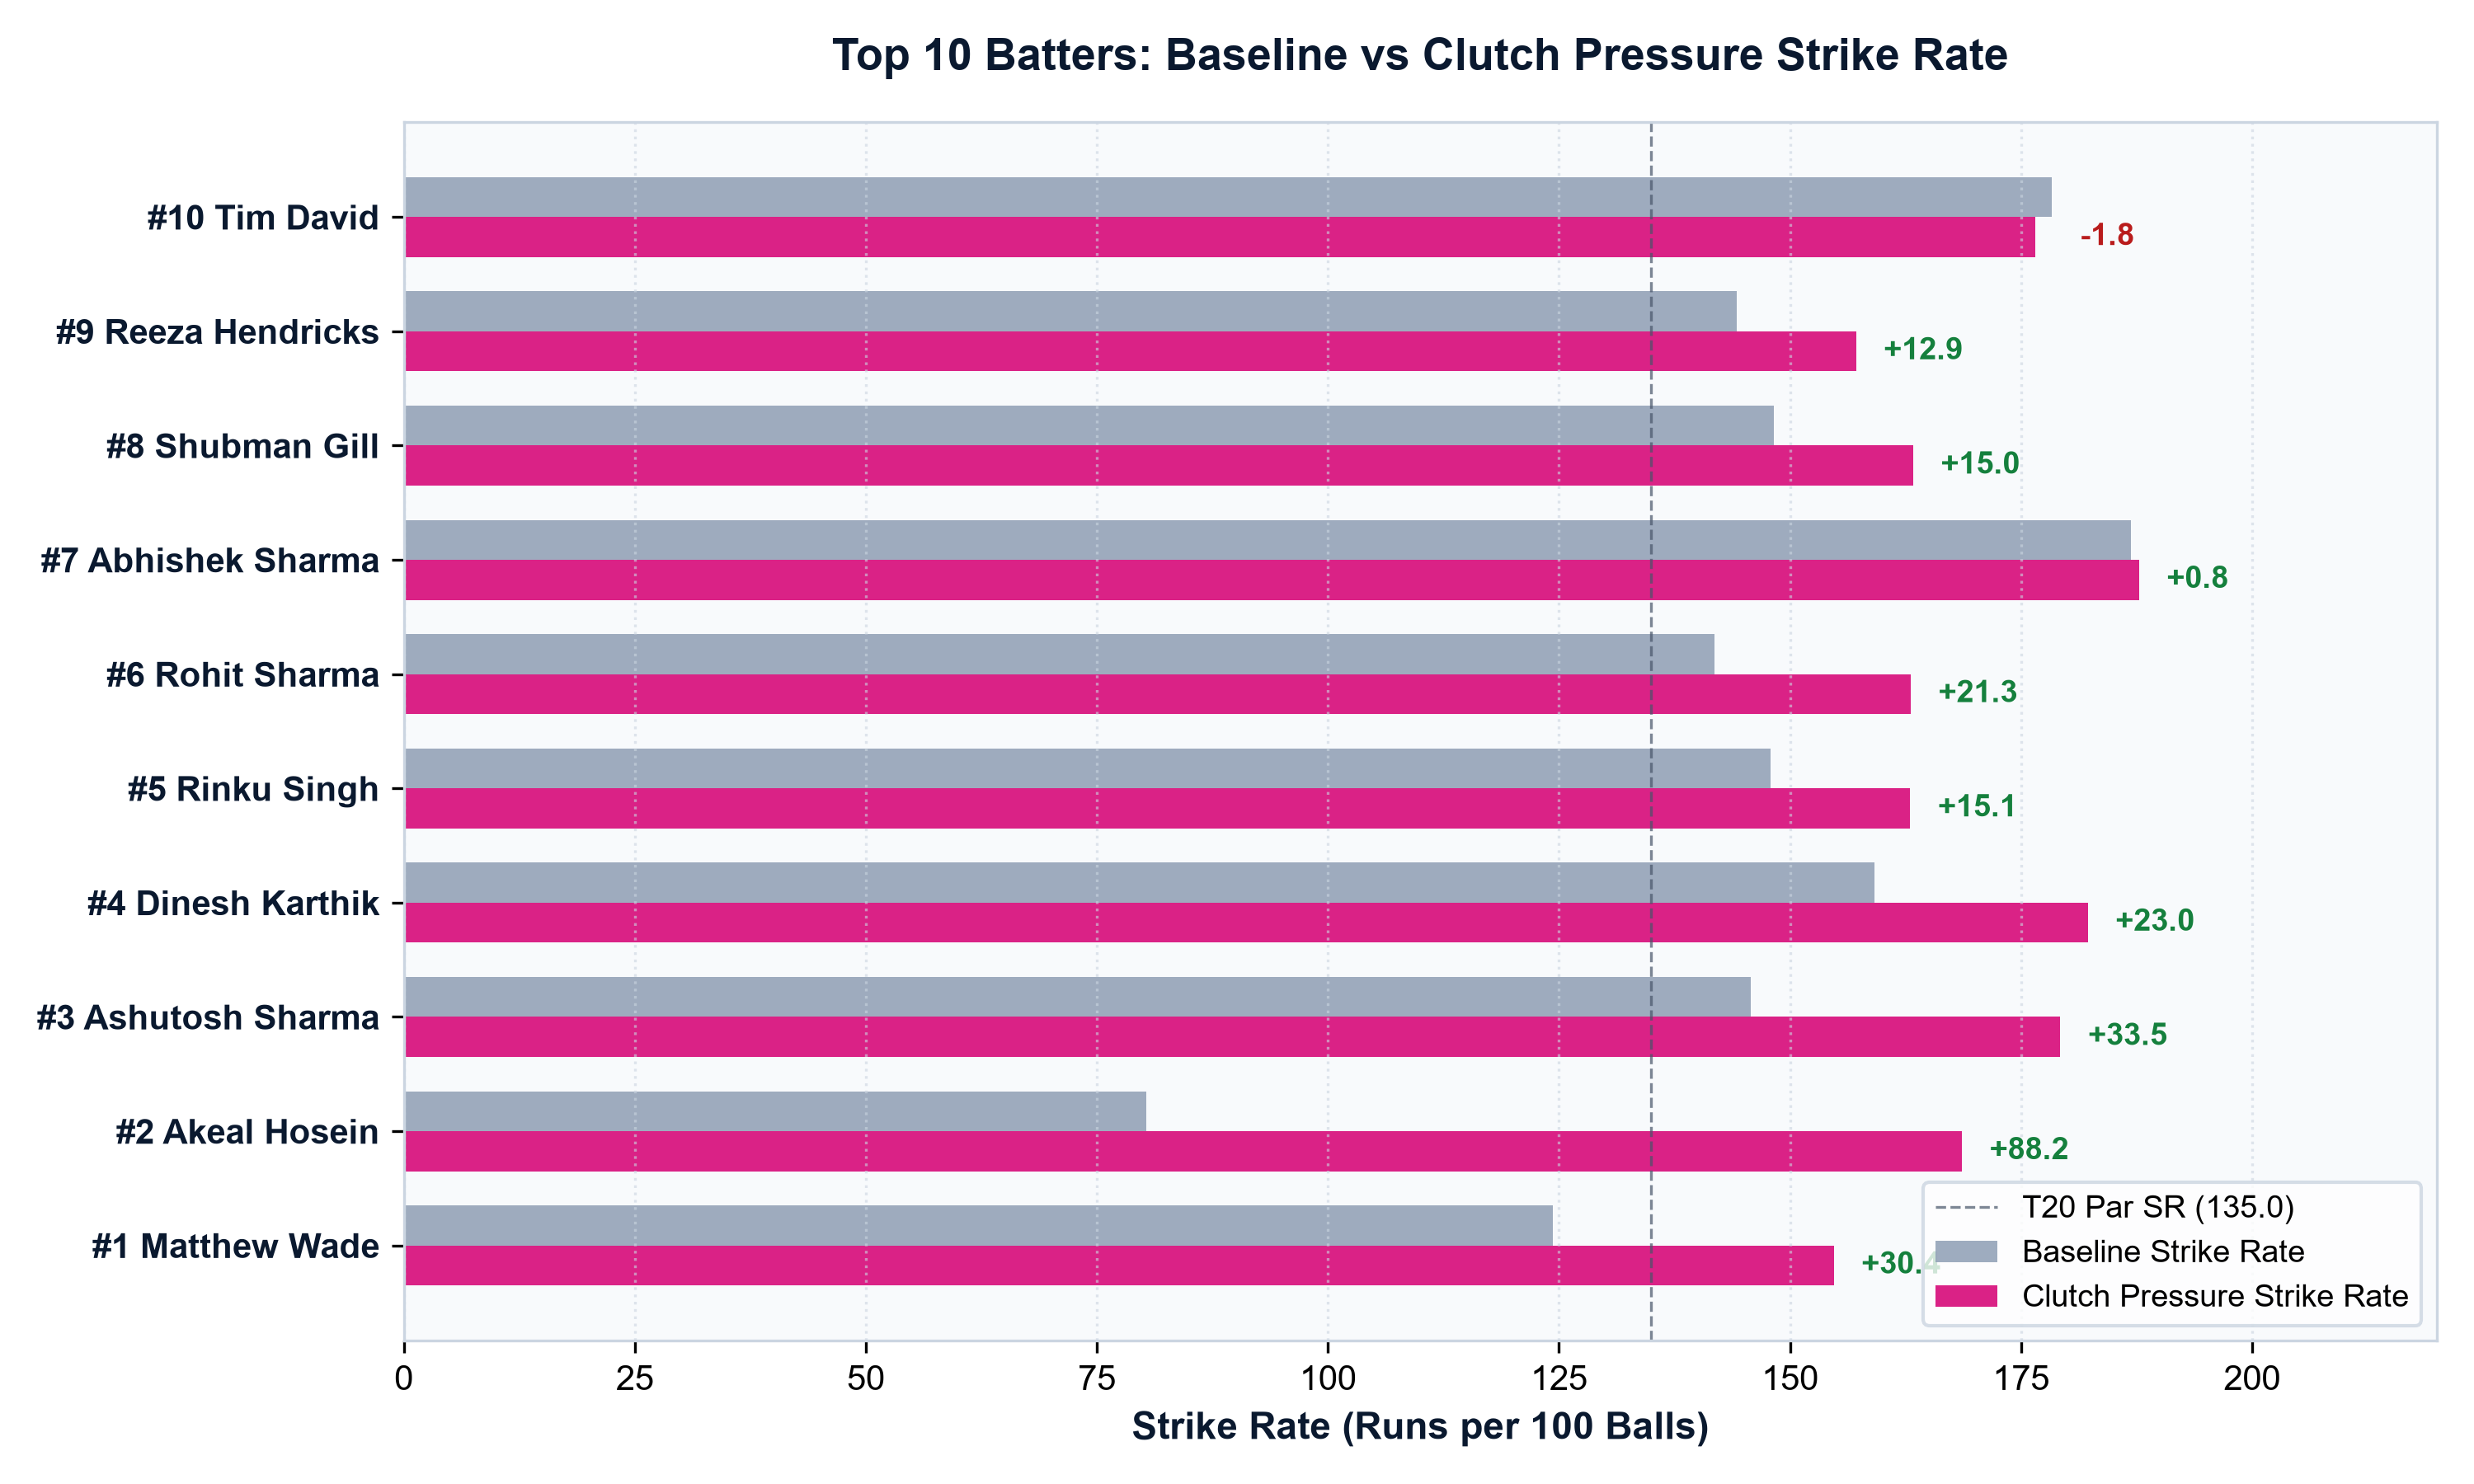 Top 10 Batters: Baseline vs Clutch Pressure Strike Rate
#10 Tim David
-1.8
#9 Reeza Hendricks
+12.9
#8 Shubman Gill
+15.0
#7 Abhishek Sharma
+0.8
#6 Rohit Sharma
+21.3
#5 Rinku Singh
+15.1
#4 Dinesh Karthik
+23.0
#3 Ashutosh Sharma
+33.5
#2 Akeal Hosein
+88.2
#1 Matthew Wade
+30.4
T20 Par SR (135.0)
Baseline Strike Rate
Clutch Pressure Strike Rate
0 25 50 75 100 125 150 175 200
Strike Rate (Runs per 100 Balls)